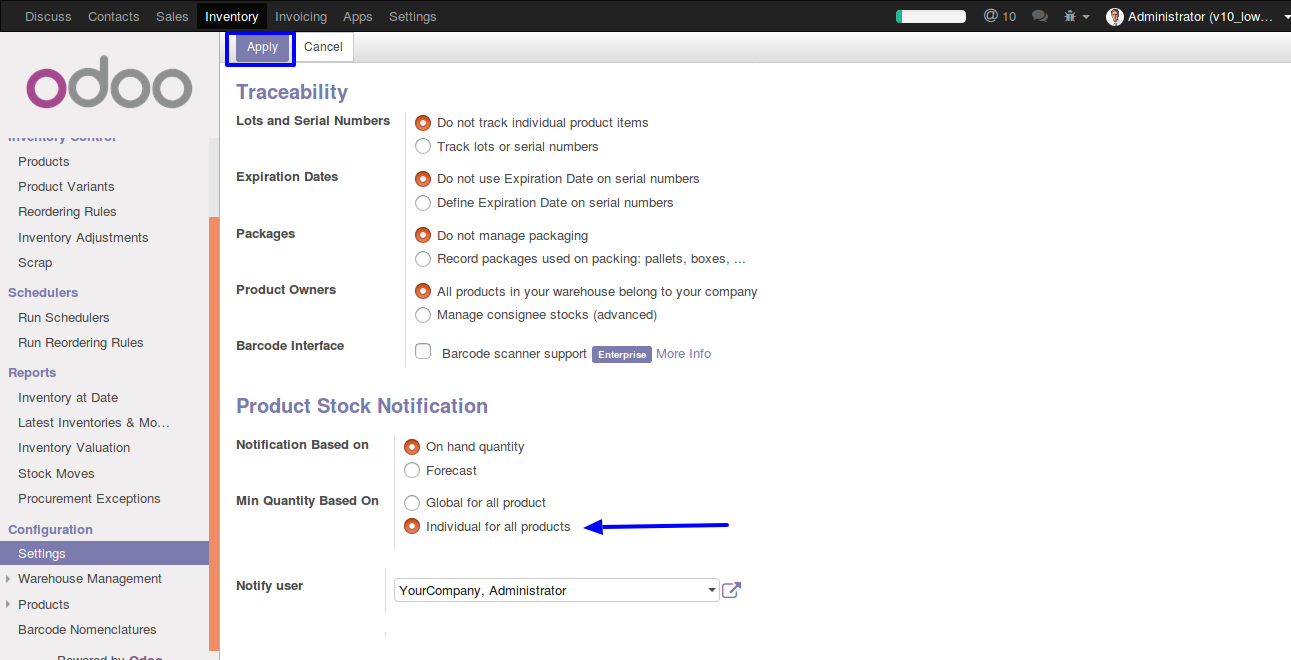 Discuss Contacts Sales Inventory Invoicing Apps Settings 10 Administrator (v10_low...
odoo
Inventory Control
Products
Product Variants
Reordering Rules
Inventory Adjustments
Scrap
Schedulers
Run Schedulers
Run Reordering Rules
Reports
Inventory at Date
Latest Inventories & Mo...
Inventory Valuation
Stock Moves
Procurement Exceptions
Configuration
Settings
Warehouse Management
Products
Barcode Nomenclatures
Powered by Odoo
Apply Cancel
Traceability
Lots and Serial Numbers
Do not track individual product items
Track lots or serial numbers
Expiration Dates
Do not use Expiration Date on serial numbers
Define Expiration Date on serial numbers
Packages
Do not manage packaging
Record packages used on packing: pallets, boxes, ...
Product Owners
All products in your warehouse belong to your company
Manage consignee stocks (advanced)
Barcode Interface
Barcode scanner support Enterprise More Info
Product Stock Notification
Notification Based on
On hand quantity
Forecast
Min Quantity Based On
Global for all product
Individual for all products
Notify user
YourCompany, Administrator